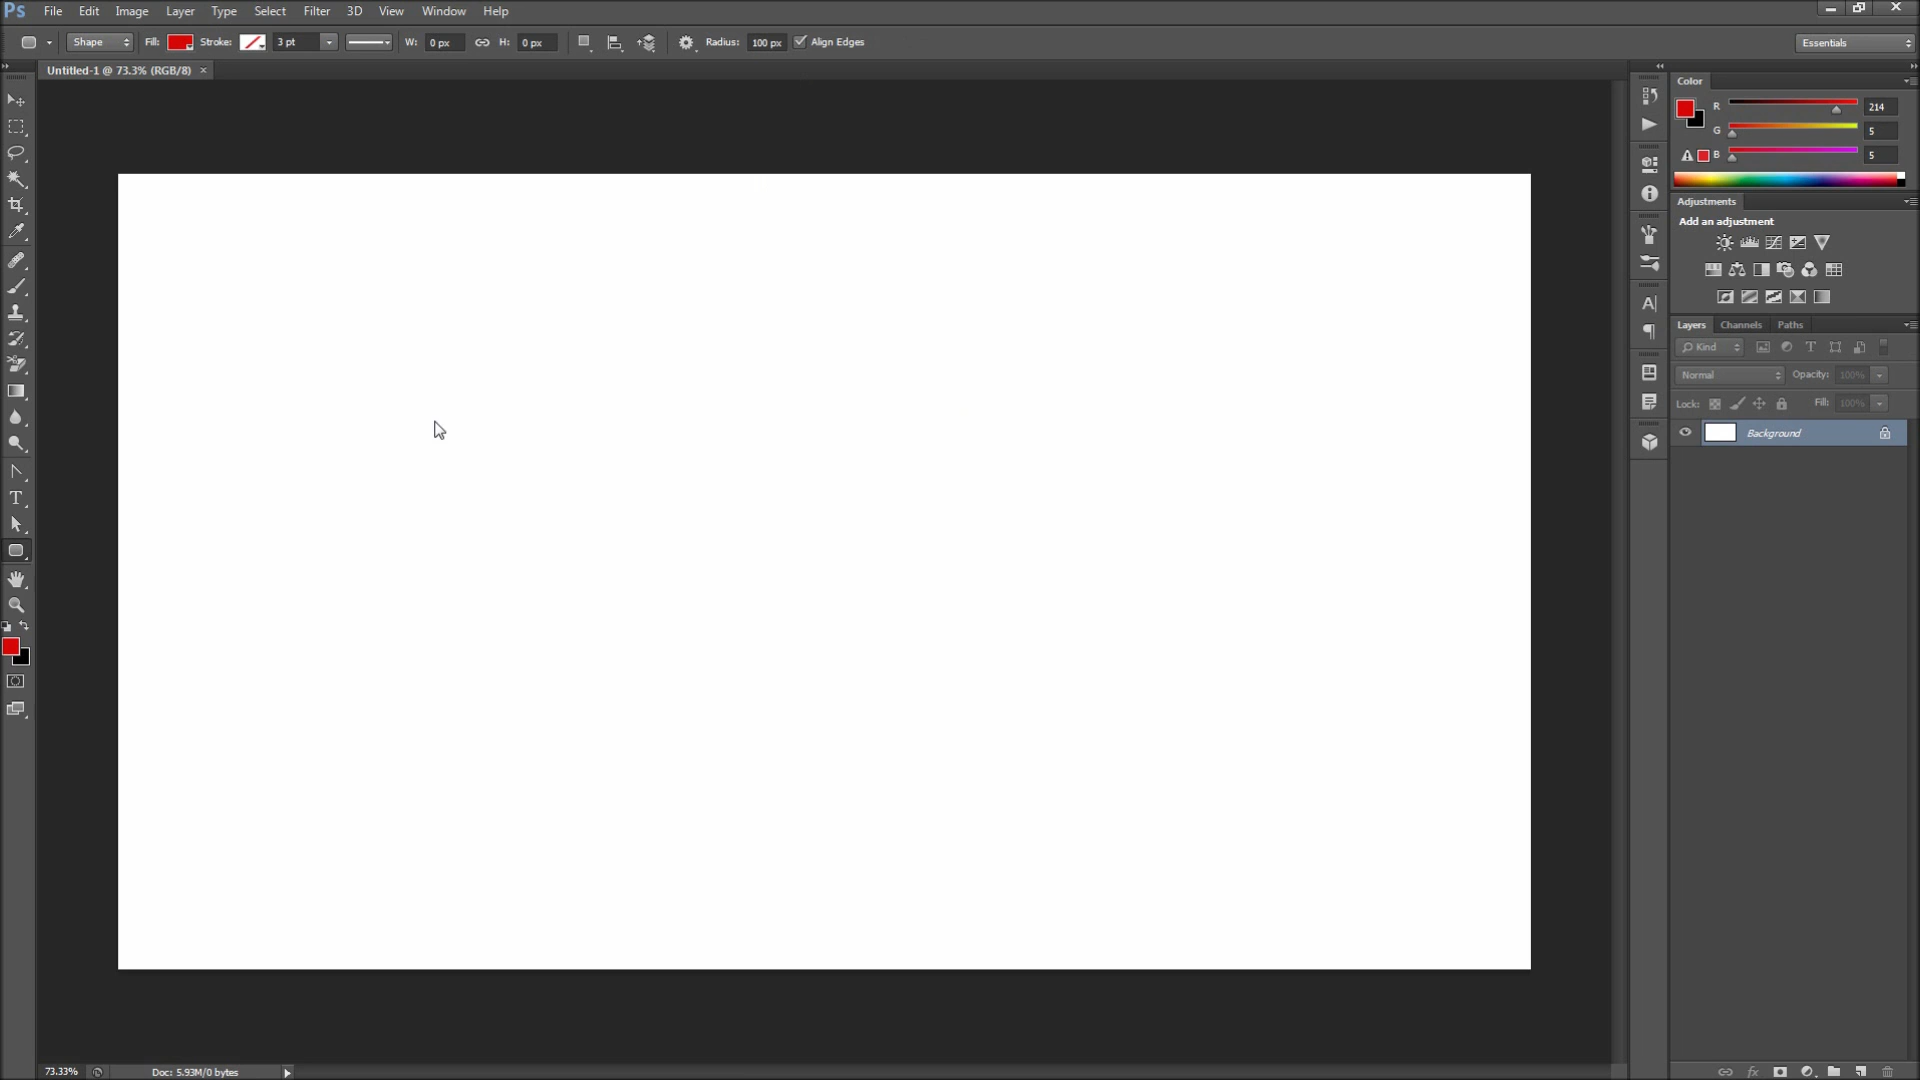 Ps File Edit Image Layer Type Select Filter 3D View Window Help
Shape Fill: Stroke: 3 pt W: 0 px H: 0 px Radius: 100 px Align Edges Essentials
Untitled-1 @ 73.3% (RGB/8) ×
Color
R 214
G 5
B 5
Adjustments
Add an adjustment
Layers Channels Paths
Kind
Normal Opacity: 100%
Lock: Fill: 100%
Background
73.33% Doc: 5.93M/0 bytes